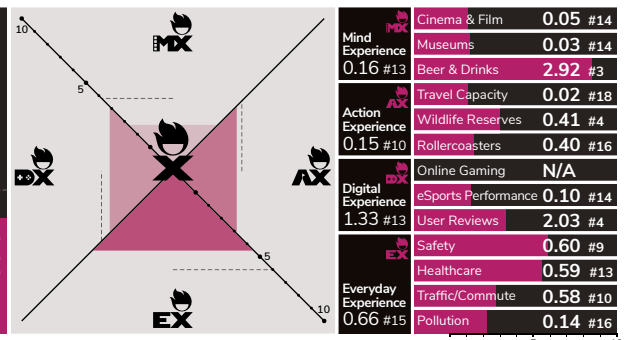 10
5
MX
DX
X
AX
5
10
EX
MX
Mind
Experience
0.16 #13
Cinema & Film 0.05 #14
Museums 0.03 #14
Beer & Drinks 2.92 #3
AX
Action
Experience
0.15 #10
Travel Capacity 0.02 #18
Wildlife Reserves 0.41 #4
Rollercoasters 0.40 #16
DX
Digital
Experience
1.33 #13
Online Gaming N/A
eSports Performance 0.10 #14
User Reviews 2.03 #4
EX
Everyday
Experience
0.66 #15
Safety 0.60 #9
Healthcare 0.59 #13
Traffic/Commute 0.58 #10
Pollution 0.14 #16